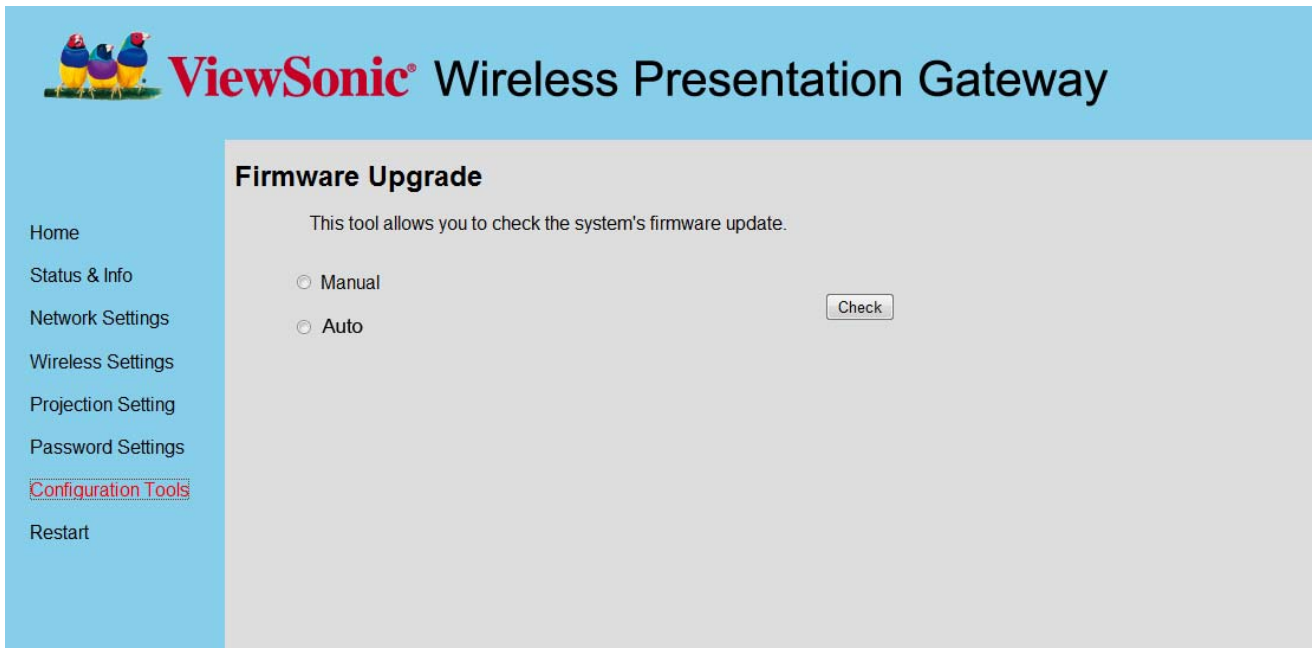 ViewSonic® Wireless Presentation Gateway
Firmware Upgrade
This tool allows you to check the system's firmware update.
Manual
Auto
Check
Home
Status & Info
Network Settings
Wireless Settings
Projection Setting
Password Settings
Configuration Tools
Restart